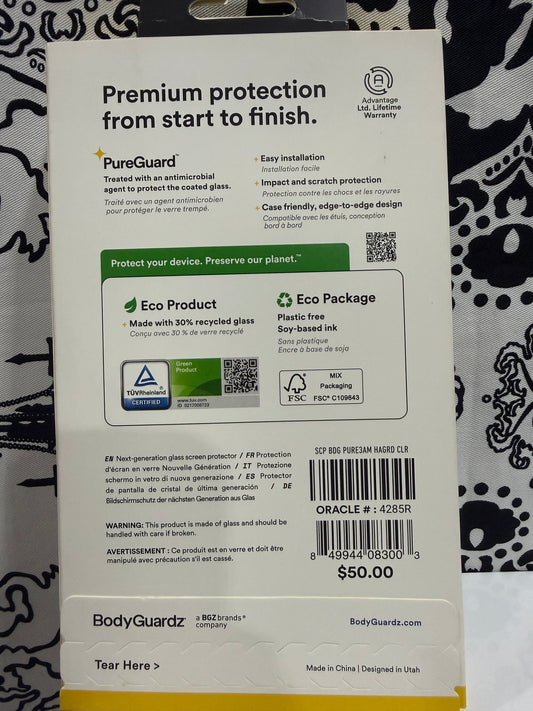 Premium protection
from start to finish.
Advantage
Ltd. Lifetime
Warranty
PureGuard™
Treated with an antimicrobial
agent to protect the coated glass.
Traité avec un agent antimicrobien
pour protéger le verre trempé.
+ Easy installation
Installation facile
+ Impact and scratch protection
Protection contre les chocs et les rayures
+ Case friendly, edge-to-edge design
Compatible avec les étuis, conception
bord à bord
Protect your device. Preserve our planet.™
Eco Product
+ Made with 30% recycled glass
Conçu avec 30 % de verre recyclé
Eco Package
Plastic free
Soy-based ink
Sans plastique
Encre à base de soja
TÜVRheinland®
CERTIFIED
Green
Product
www.tuv.com
ID 0217008723
FSC
MIX
Packaging
FSC® C109843
EN Next-generation glass screen protector / FR Protection
d'écran en verre Nouvelle Génération / IT Protezione
schermo in vetro di nuova generazione / ES Protector
de pantalla de cristal de última generación / DE
Bildschirmschutz der nächsten Generation aus Glas
WARNING: This product is made of glass and should be
handled with care if broken.
AVERTISSEMENT : Ce produit est en verre et doit être
manipulé avec précaution s'il est cassé.
SCP BDG PURE3AM HAGRD CLR
ORACLE # : 4285R
8 49944 08300 3
$50.00
BodyGuardz® a BGZbrands®
company
BodyGuardz.com
Tear Here >
Made in China | Designed in Utah